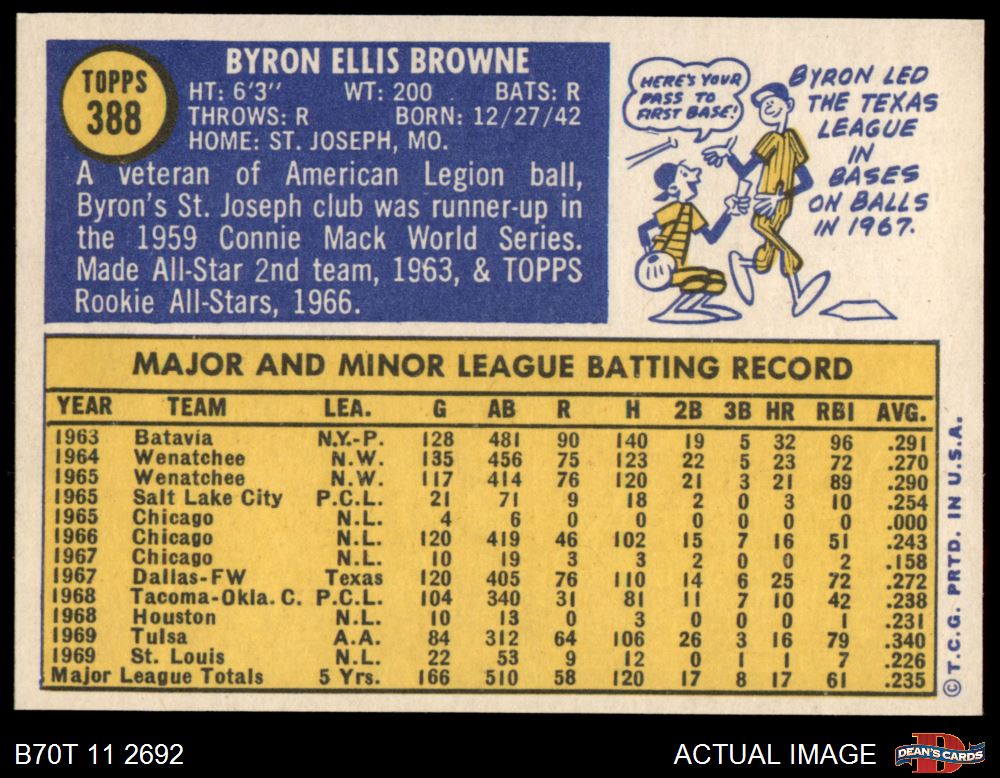 TOPPS
388
BYRON ELLIS BROWNE
HT: 6'3" WT: 200 BATS: R
THROWS: R BORN: 12/27/42
HOME: ST. JOSEPH, MO.
A veteran of American Legion ball,
Byron's St. Joseph club was runner-up in
the 1959 Connie Mack World Series.
Made All-Star 2nd team, 1963, & TOPPS
Rookie All-Stars, 1966.
HERE'S YOUR
PASS TO
FIRST BASE!
BYRON LED
THE TEXAS
LEAGUE
IN
BASES
ON BALLS
IN 1967.
MAJOR AND MINOR LEAGUE BATTING RECORD
YEAR TEAM LEA. G AB R H 2B 3B HR RBI AVG.
1963 Batavia N.Y.-P. 128 481 90 140 19 5 32 96 .291
1964 Wenatchee N.W. 135 456 75 123 22 5 23 72 .270
1965 Wenatchee N.W. 117 414 76 120 21 3 21 89 .290
1965 Salt Lake City P.C.L. 21 71 9 18 2 0 3 10 .254
1965 Chicago N.L. 4 6 0 0 0 0 0 0 .000
1966 Chicago N.L. 120 419 46 102 15 7 16 51 .243
1967 Chicago N.L. 10 19 3 3 2 0 0 2 .158
1967 Dallas-FW Texas 120 405 76 110 14 6 25 72 .272
1968 Tacoma-Okla. C. P.C.L. 104 340 31 81 11 7 10 42 .238
1968 Houston N.L. 10 13 0 3 0 0 0 1 .231
1969 Tulsa A.A. 84 312 64 106 26 3 16 79 .340
1969 St. Louis N.L. 22 53 9 12 0 1 1 7 .226
Major League Totals 5 Yrs. 166 510 58 120 17 8 17 61 .235
© T.C.G. PRTD. IN U.S.A.
B70T 11 2692
ACTUAL IMAGE
DEAN'S CARDS